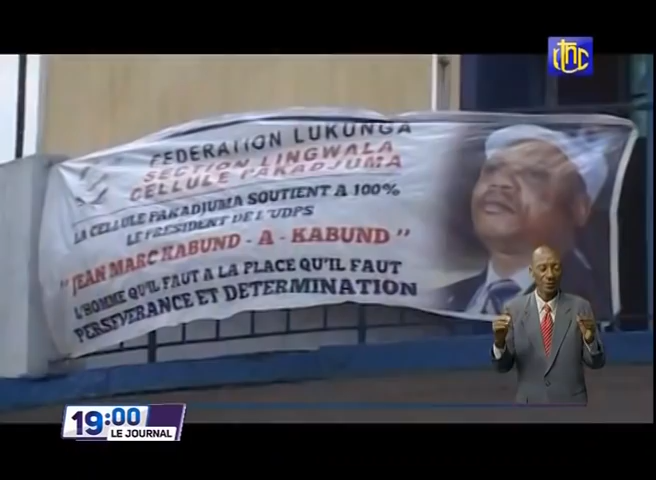 rtnc
FEDERATION LUKUNGA
SECTION LINGWALA
CELLULE PAKADJUMA
LA CELLULE PAKADJUMA SOUTIENT A 100%
LE PRESIDENT DE L'UDPS
"JEAN MARC KABUND - A - KABUND"
L'HOMME QU'IL FAUT A LA PLACE QU'IL FAUT
PERSEVERANCE ET DETERMINATION
19:00
LE JOURNAL